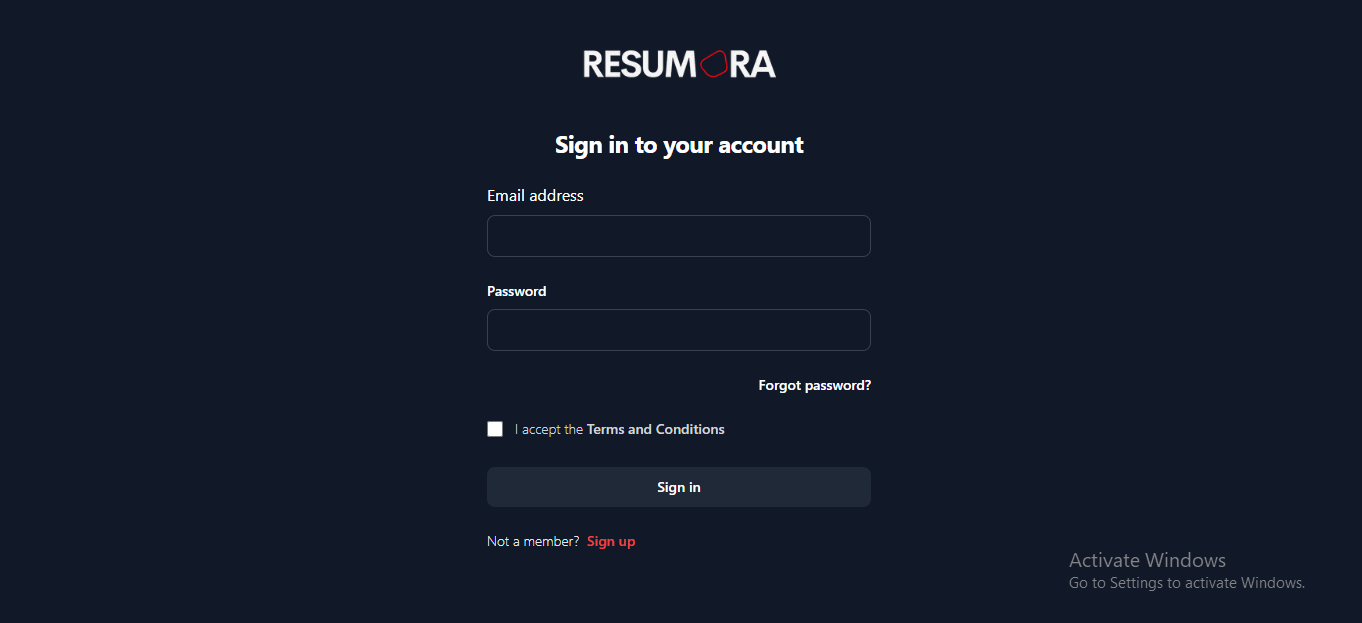 RESUMORA
Sign in to your account
Email address
Password
Forgot password?
I accept the Terms and Conditions
Sign in
Not a member? Sign up
Activate Windows
Go to Settings to activate Windows.